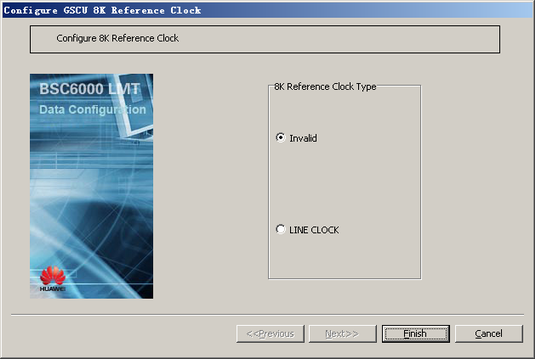 Configure GSCU 8K Reference Clock
Configure 8K Reference Clock
BSC6000 LMT
Data Configuration
HUAWEI
8K Reference Clock Type
Invalid
LINE CLOCK
<<Previous
Next>>
Finish
Cancel